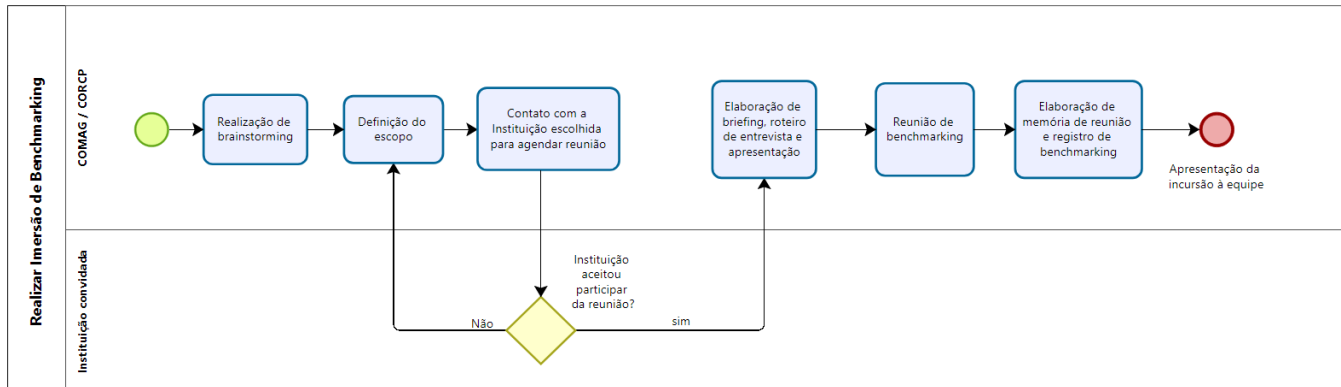 Realizar Imersão de Benchmarking
COMAG / CORCP
Realização de
brainstorming
Definição do
escopo
Contato com a
Instituição escolhida
para agendar reunião
Elaboração de
briefing, roteiro
de entrevista e
apresentação
Reunião de
benchmarking
Elaboração de
memória de reunião
e registro de
benchmarking
Apresentação da
incursão à equipe
Instituição convidada
Instituição
aceitou
participar
da reunião?
Não
sim